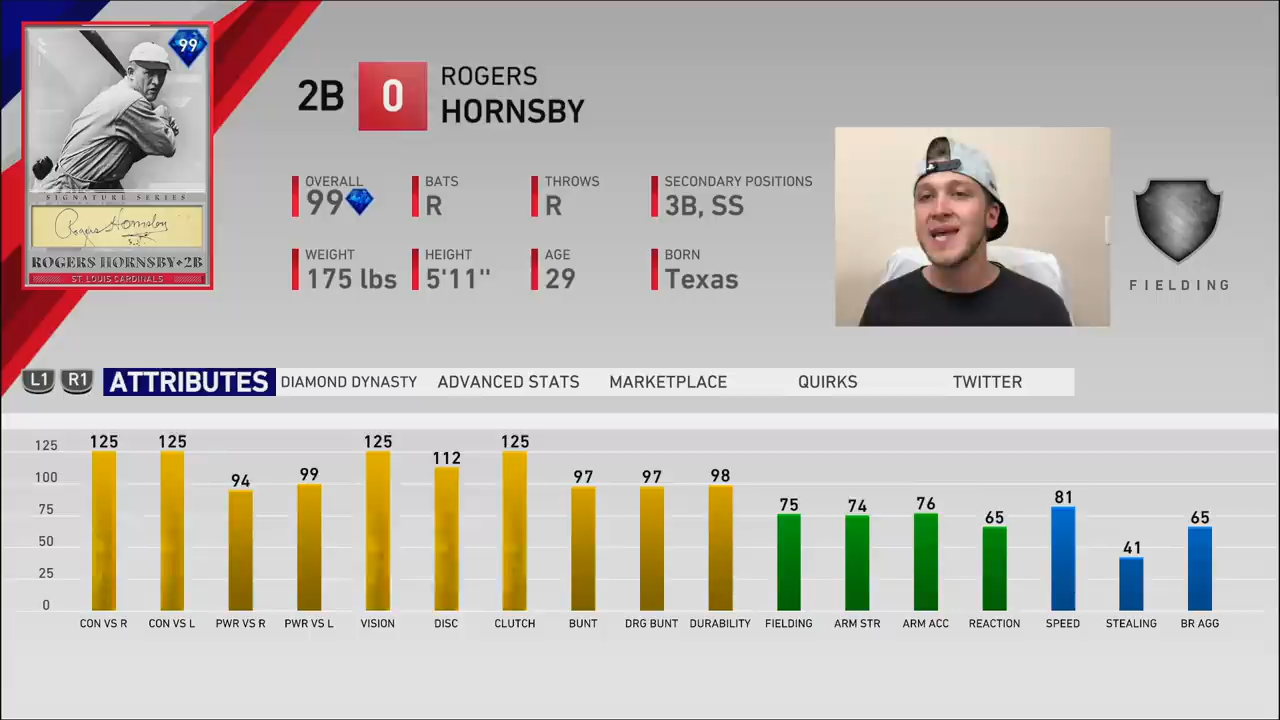 99
SIGNATURE SERIES
Rogers Hornsby
ROGERS HORNSBY • 2B
ST. LOUIS CARDINALS
2B 0 ROGERS
HORNSBY
OVERALL BATS THROWS SECONDARY POSITIONS
99 R R 3B, SS
WEIGHT HEIGHT AGE BORN
175 lbs 5'11" 29 Texas
FIELDING
L1 R1 ATTRIBUTES DIAMOND DYNASTY ADVANCED STATS MARKETPLACE QUIRKS TWITTER
125 100 75 50 25 0
125 125 94 99 125 112 125 97 97 98 75 74 76 65 81 41 65
CON VS R CON VS L PWR VS R PWR VS L VISION DISC CLUTCH BUNT DRG BUNT DURABILITY FIELDING ARM STR ARM ACC REACTION SPEED STEALING BR AGG